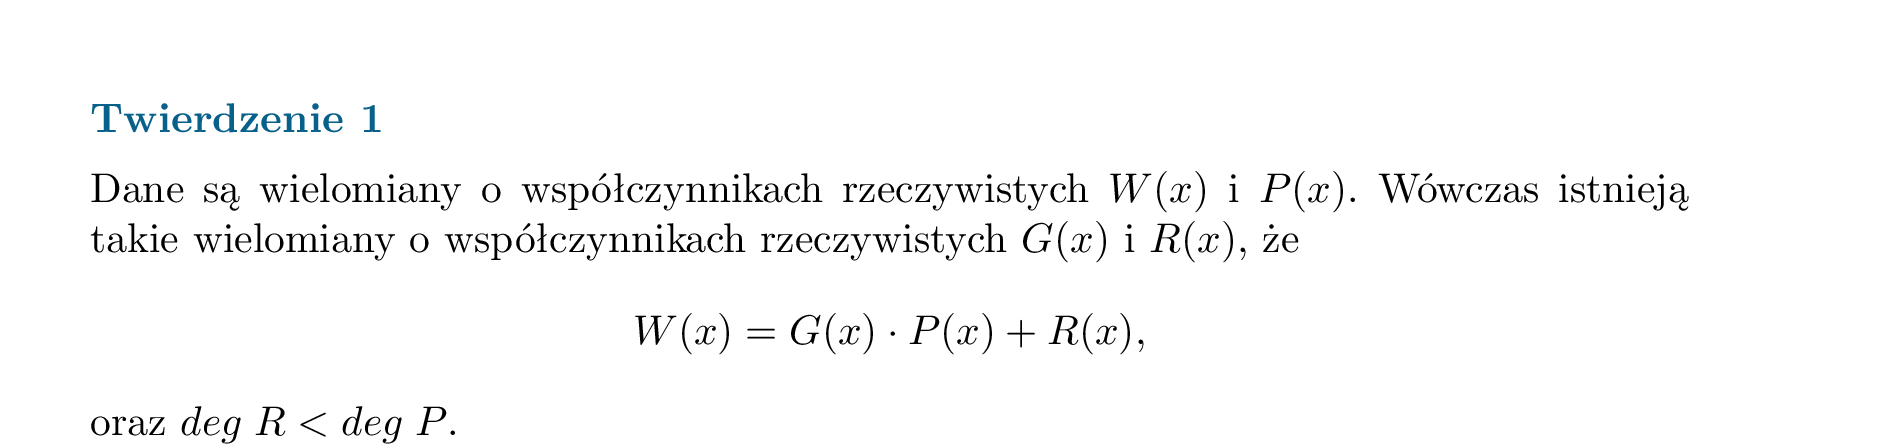 Twierdzenie 1
Dane są wielomiany o współczynnikach rzeczywistych W(x) i P(x). Wówczas istnieją
takie wielomiany o współczynnikach rzeczywistych G(x) i R(x), że
W(x) = G(x) · P(x) + R(x),
oraz deg R < deg P.